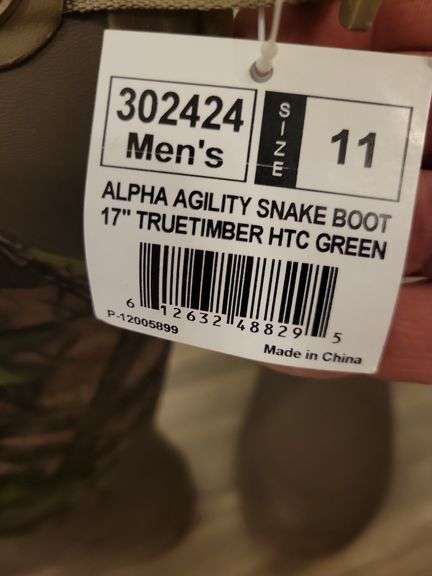 302424
Men's
SIZE
11
ALPHA AGILITY SNAKE BOOT
17" TRUETIMBER HTC GREEN
6 12632 48829 5
P-12005899
Made in China